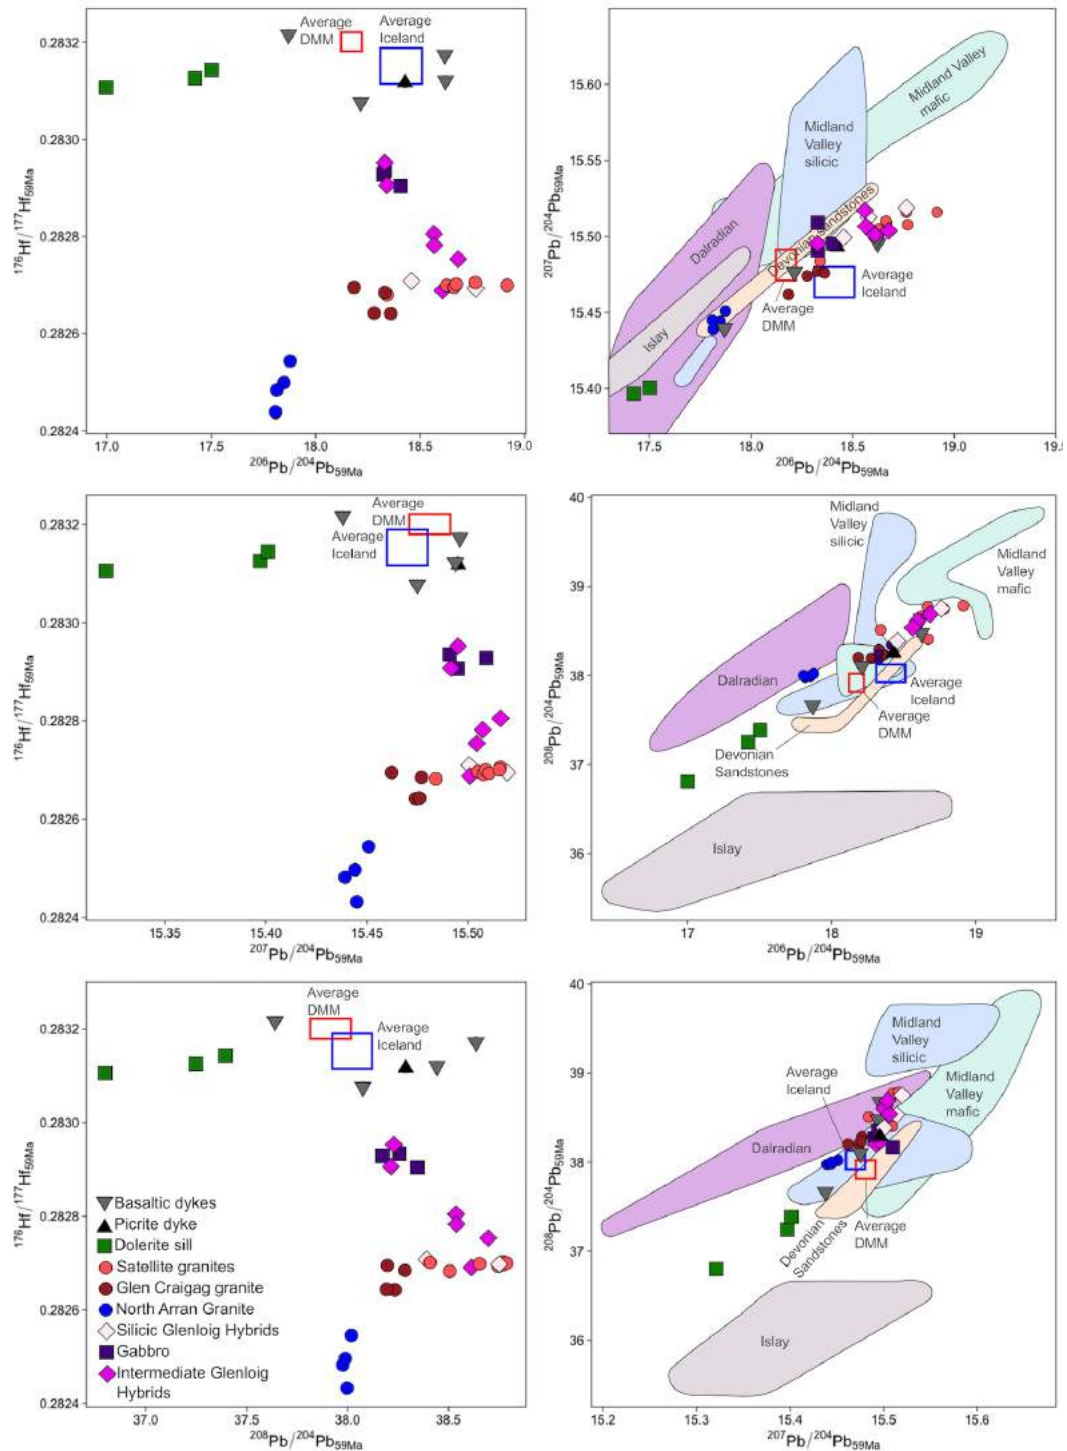 Average
DMM
Average
Iceland
0.2832
0.2830
0.2828
0.2826
0.2824
176Hf/177Hf59Ma
17.0 17.5 18.0 18.5 19.0
206Pb/204Pb59Ma
Midland Valley
mafic
Midland
Valley
silicic
Dalradian
Devonian sandstones
Islay
Average
Iceland
Average
DMM
15.60
15.55
15.50
15.45
15.40
207Pb/204Pb59Ma
17.5 18.0 18.5 19.0 19.5
206Pb/204Pb59Ma
Average
DMM
Average
Iceland
0.2832
0.2830
0.2828
0.2826
0.2824
176Hf/177Hf59Ma
15.35 15.40 15.45 15.50
207Pb/204Pb59Ma
Midland
Valley
silicic
Midland
Valley
mafic
Dalradian
Average
Iceland
Average
DMM
Devonian
Sandstones
Islay
40
39
38
37
36
208Pb/204Pb59Ma
17 18 19
206Pb/204Pb59Ma
Average
DMM
Average
Iceland
0.2832
0.2830
0.2828
0.2826
0.2824
176Hf/177Hf59Ma
Basaltic dykes
Picrite dyke
Dolerite sill
Satellite granites
Glen Craigag granite
North Arran Granite
Silicic Glenloig Hybrids
Gabbro
Intermediate Glenloig
Hybrids
37.0 37.5 38.0 38.5
208Pb/204Pb59Ma
Midland
Valley
silicic
Average
Iceland
Midland
Valley
mafic
Dalradian
Devonian
Sandstones
Average
DMM
Islay
40
39
38
37
36
208Pb/204Pb59Ma
15.2 15.3 15.4 15.5 15.6
207Pb/204Pb59Ma